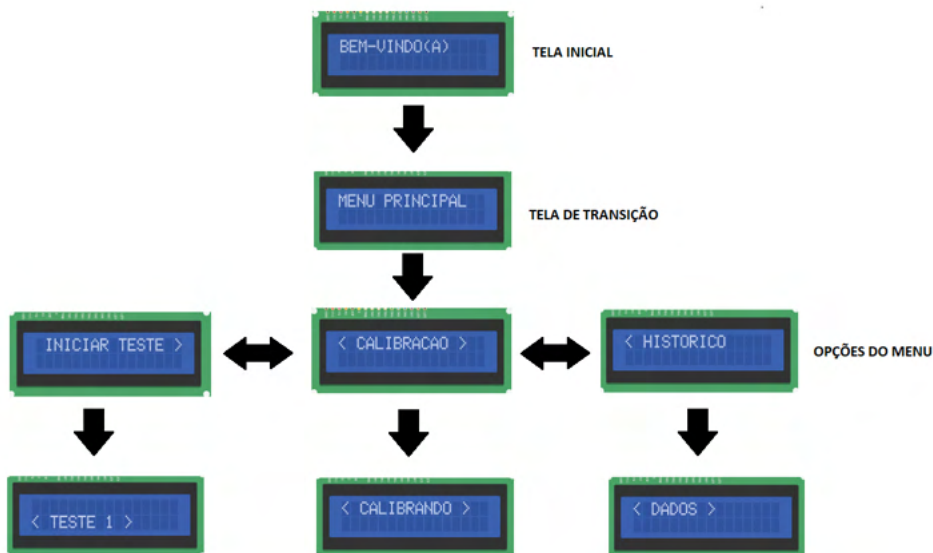 BEM-VINDO(A)
TELA INICIAL
MENU PRINCIPAL
TELA DE TRANSIÇÃO
INICIAR TESTE >
< CALIBRACAO >
< HISTORICO
OPÇÕES DO MENU
< TESTE 1 >
< CALIBRANDO >
< DADOS >